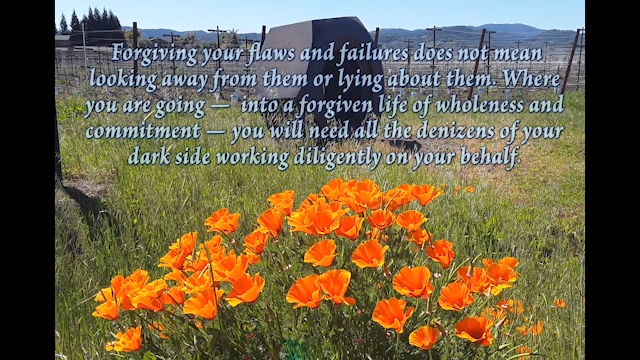 Forgiving your flaws and failures does not mean
looking away from them or lying about them. Where
you are going — into a forgiven life of wholeness and
commitment — you will need all the denizens of your
dark side working diligently on your behalf.